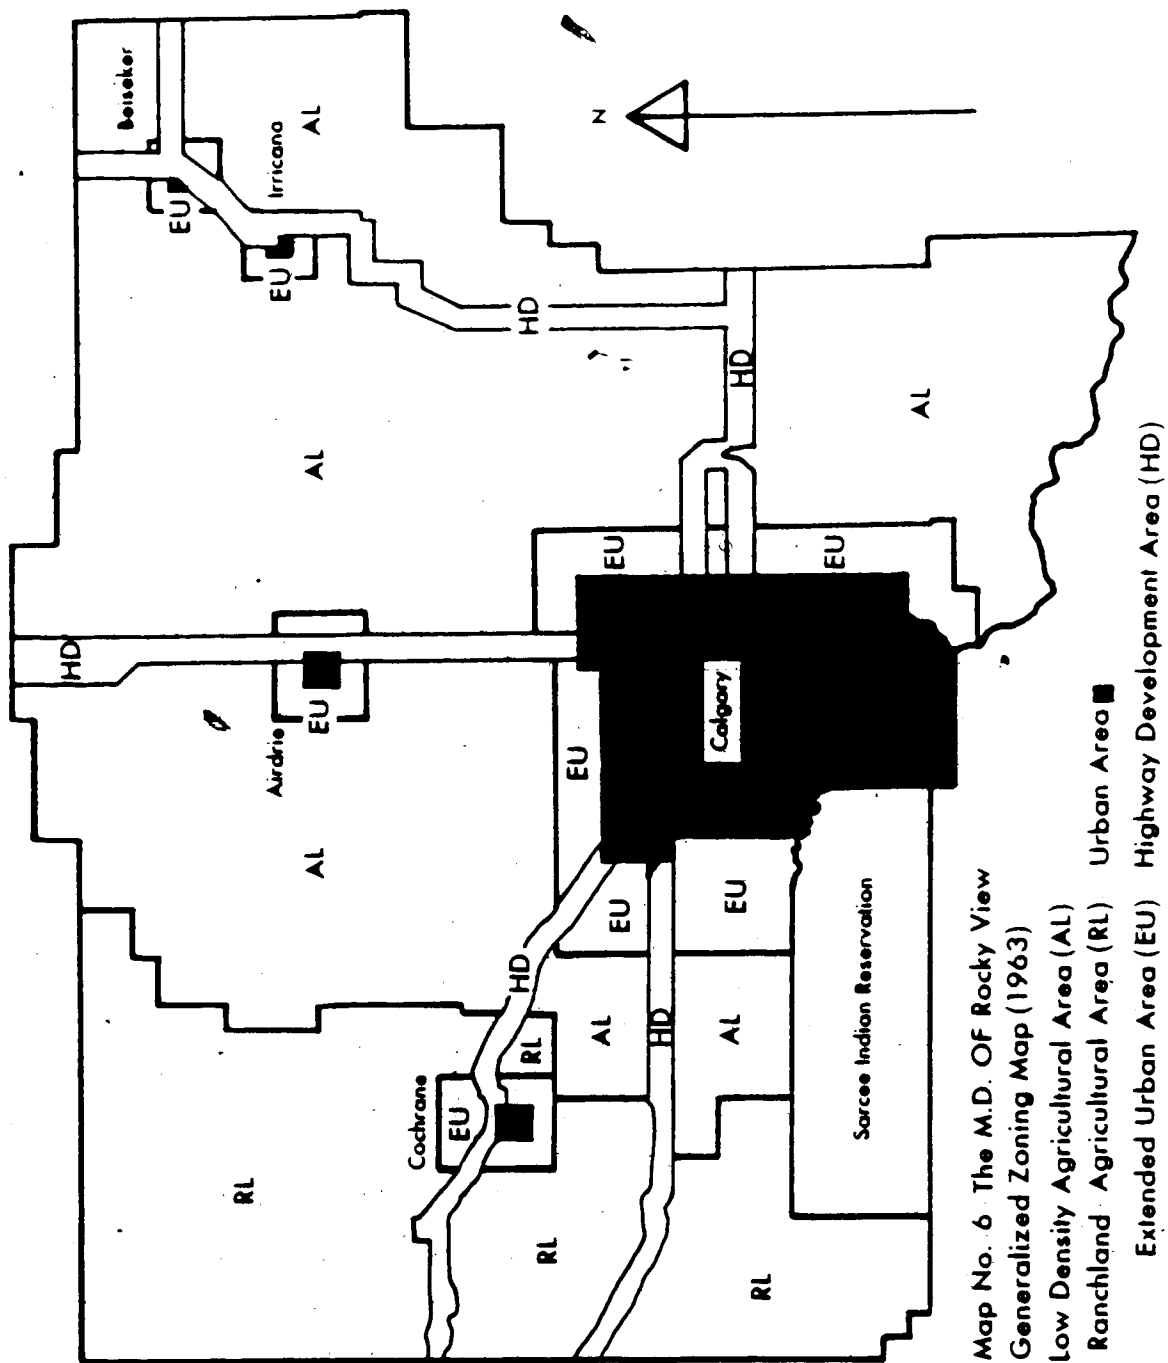 Beiseker
AL
EU
Irricana
EU
HD
HD
AL
AL
N
HD
EU
Airdrie
EU
EU
AL
EU
Calgary
HD
EU
EU
RL
AL
HD
AL
Cochrane
EU
Sarcee Indian Reservation
RL
RL
RL
Map No. 6 The M.D. OF Rocky View
Generalized Zoning Map (1963)
Low Density Agricultural Area (AL)
Ranchland Agricultural Area (RL) Urban Area
Extended Urban Area (EU) Highway Development Area (HD)